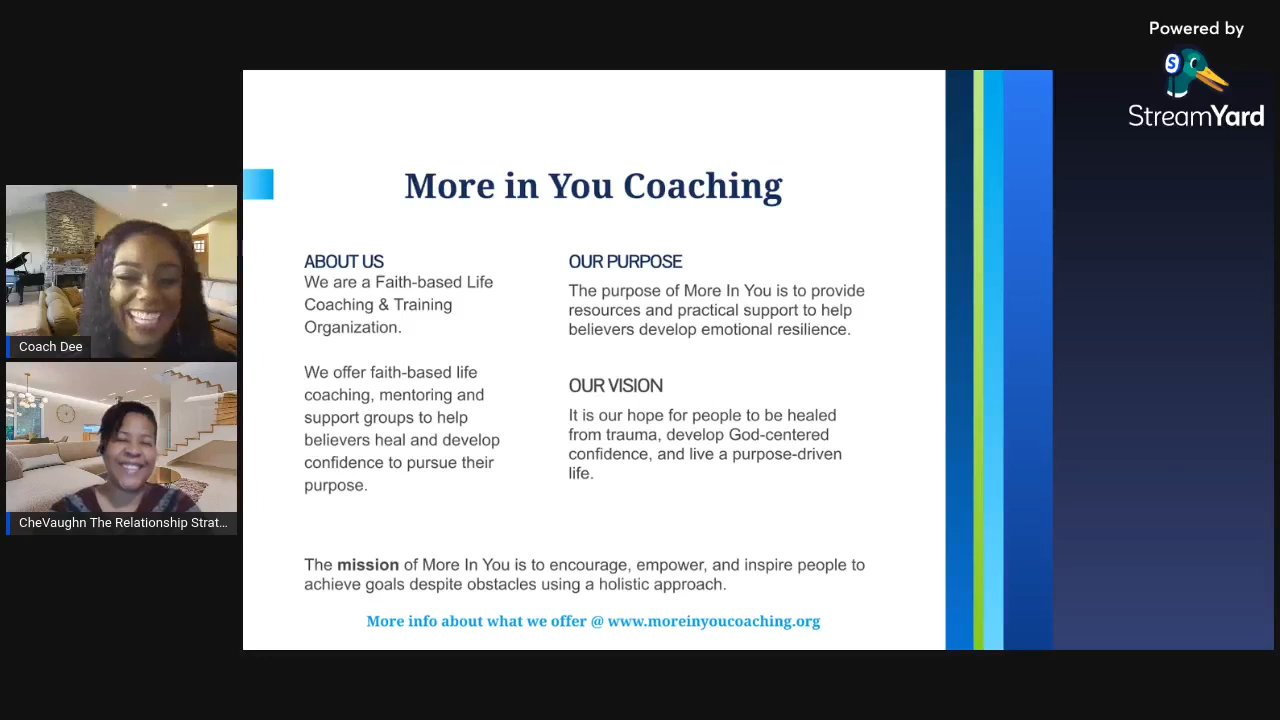 Powered by
S
StreamYard
More in You Coaching
ABOUT US
We are a Faith-based Life
Coaching & Training
Organization.
We offer faith-based life
coaching, mentoring and
support groups to help
believers heal and develop
confidence to pursue their
purpose.
OUR PURPOSE
The purpose of More In You is to provide
resources and practical support to help
believers develop emotional resilience.
OUR VISION
It is our hope for people to be healed
from trauma, develop God-centered
confidence, and live a purpose-driven
life.
The mission of More In You is to encourage, empower, and inspire people to
achieve goals despite obstacles using a holistic approach.
More info about what we offer @ www.moreinyoucoaching.org
Coach Dee
CheVaughn The Relationship Strat...